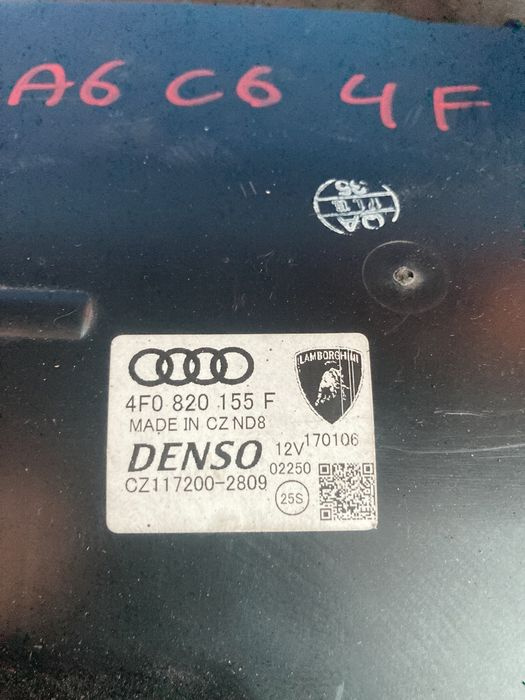 A6 C6 4F
LAMBORGHINI
4F0 820 155 F
MADE IN CZ ND8
DENSO 12V 170106
02250
CZ117200-2809
25S